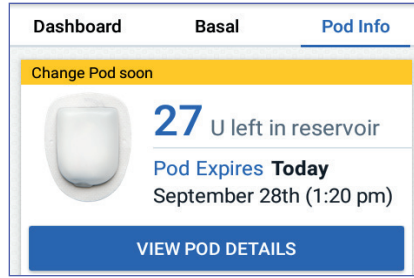 Dashboard Basal Pod Info
Change Pod soon
27 U left in reservoir
Pod Expires Today
September 28th (1:20 pm)
VIEW POD DETAILS